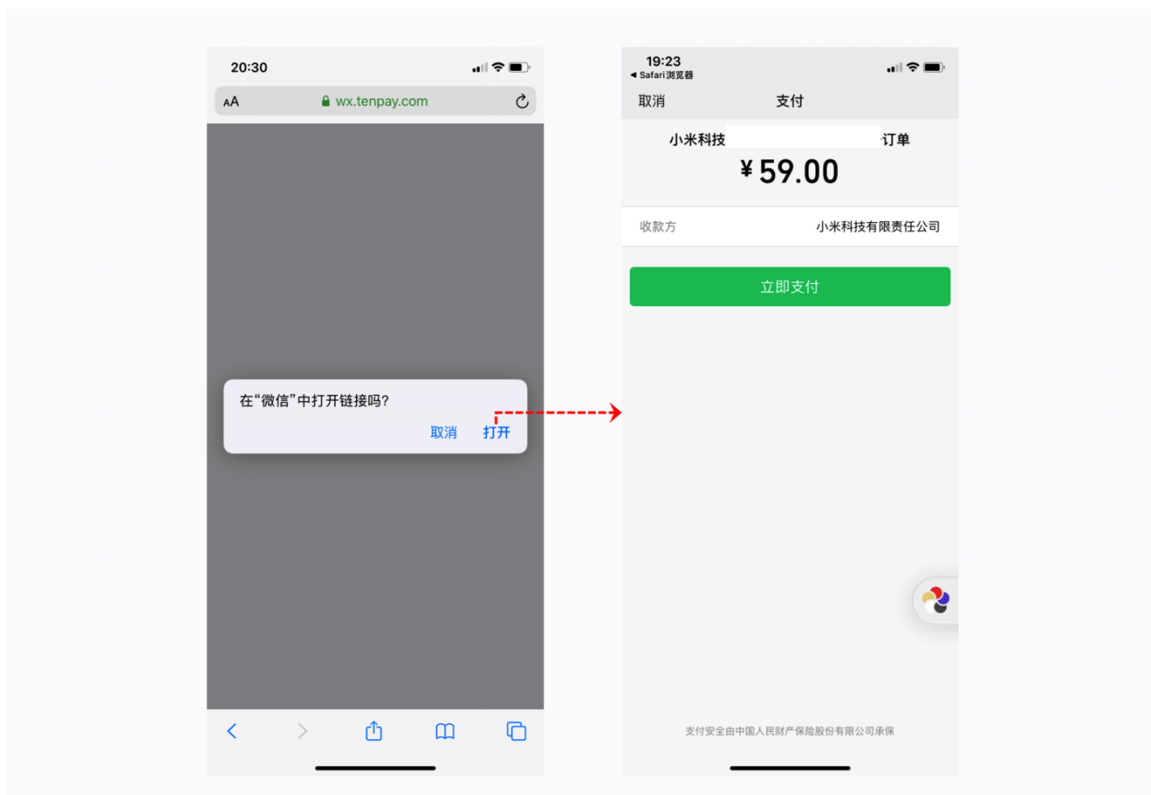 20:30
AA
wx.tenpay.com
在“微信”中打开链接吗?
取消 打开
19:23
◀ Safari浏览器
取消 支付
小米科技 订单
¥59.00
收款方 小米科技有限责任公司
立即支付
支付安全由中国人民财产保险股份有限公司承保